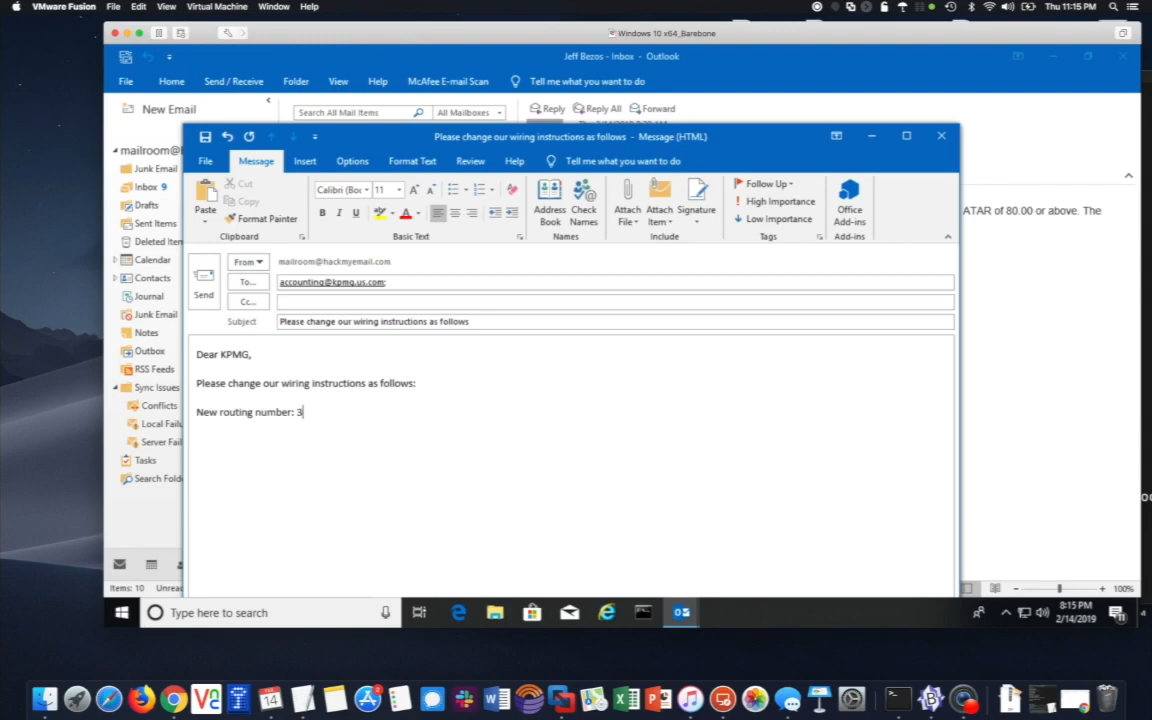 VMware Fusion File Edit View Virtual Machine Window Help
Thu 11:15 PM
Windows 10 x64_Barebone
Jeff Bezos - Inbox - Outlook
File Home Send / Receive Folder View Help McAfee E-mail Scan Tell me what you want to do
New Email
Search All Mail Items
All Mailboxes
Reply Reply All Forward
Please change our wiring instructions as follows - Message (HTML)
File Message Insert Options Format Text Review Help Tell me what you want to do
Paste
Cut
Copy
Format Painter
Clipboard
Calibri (Boc 11
B I U
Basic Text
Address Book
Check Names
Names
Attach File
Attach Item
Signature
Include
Follow Up
High Importance
Low Importance
Tags
Office Add-ins
Add-ins
ATAR of 80.00 or above. The
mailroom@h
Junk Email
Inbox 9
Drafts
Sent Items
Deleted Item
Calendar
Contacts
Journal
Junk Email
Notes
Outbox
RSS Feeds
Sync Issues
Conflicts
Local Failu
Server Fail
Tasks
Search Folde
Send
From
mailroom@hackmyemail.com
To...
accounting@kpmg.us.com;
Cc...
Subject
Please change our wiring instructions as follows
Dear KPMG,
Please change our wiring instructions as follows:
New routing number: 3
Items: 10 Unread
100%
Type here to search
8:15 PM
2/14/2019